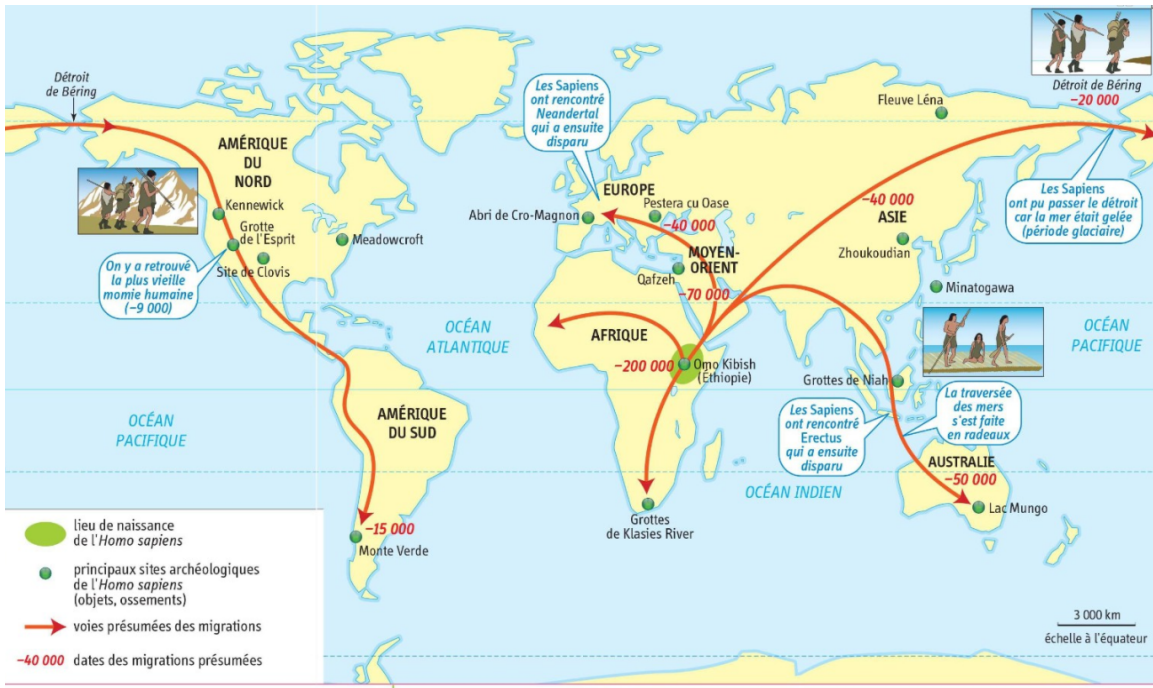 Détroit
de Béring
AMÉRIQUE
DU
NORD
Kennewick
Grotte
de l'Esprit
Meadowcroft
Site de Clovis
On y a retrouvé
la plus vieille
momie humaine
(–9 000)
OCÉAN
PACIFIQUE
AMÉRIQUE
DU SUD
–15 000
Monte Verde
OCÉAN
ATLANTIQUE
Les Sapiens
ont rencontré
Neandertal
qui a ensuite
disparu
EUROPE
Abri de Cro-Magnon
Pestera cu Oase
–40 000
MOYEN-
ORIENT
Qafzeh
–70 000
AFRIQUE
–200 000
Omo Kibish
(Éthiopie)
Grottes
de Klasies River
Fleuve Léna
Détroit de Béring
–20 000
Les Sapiens
ont pu passer le détroit
car la mer était gelée
(période glaciaire)
–40 000
ASIE
Zhoukoudian
Minatogawa
OCÉAN
PACIFIQUE
Grottes de Niah
Les Sapiens
ont rencontré
Erectus
qui a ensuite
disparu
La traversée
des mers
s'est faite
en radeaux
OCÉAN INDIEN
AUSTRALIE
–50 000
Lac Mungo
lieu de naissance
de l'Homo sapiens
principaux sites archéologiques
de l'Homo sapiens
(objets, ossements)
voies présumées des migrations
–40 000 dates des migrations présumées
3 000 km
échelle à l'équateur